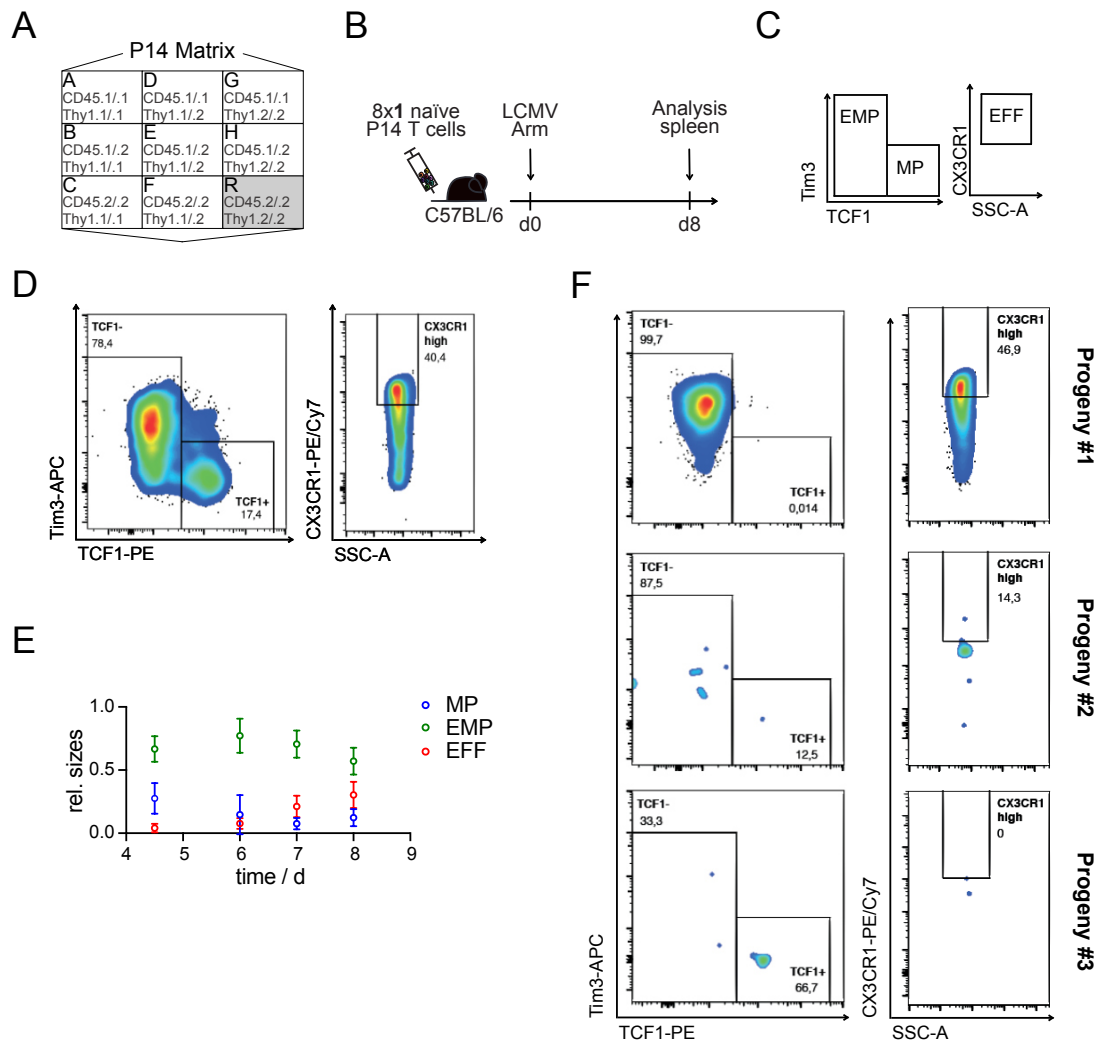 A
P14 Matrix
A
CD45.1/.1
Thy1.1/.1
D
CD45.1/.1
Thy1.1/.2
G
CD45.1/.1
Thy1.2/.2
B
CD45.1/.2
Thy1.1/.1
E
CD45.1/.2
Thy1.1/.2
H
CD45.1/.2
Thy1.2/.2
C
CD45.2/.2
Thy1.1/.1
F
CD45.2/.2
Thy1.1/.2
R
CD45.2/.2
Thy1.2/.2
B
8x1 naïve
P14 T cells
LCMV
Arm
Analysis
spleen
C57BL/6
d0
d8
C
EMP
MP
Tim3
TCF1
EFF
CX3CR1
SSC-A
D
TCF1-
78,4
TCF1+
17,4
Tim3-APC
TCF1-PE
CX3CR1
high
40,4
CX3CR1-PE/Cy7
SSC-A
E
1.0
0.5
0.0
rel. sizes
4
5
6
7
8
9
time / d
MP
EMP
EFF
F
TCF1-
99,7
TCF1+
0,014
CX3CR1
high
46,9
Progeny #1
TCF1-
87,5
TCF1+
12,5
CX3CR1
high
14,3
Progeny #2
TCF1-
33,3
TCF1+
66,7
CX3CR1
high
0
Progeny #3
Tim3-APC
TCF1-PE
CX3CR1-PE/Cy7
SSC-A